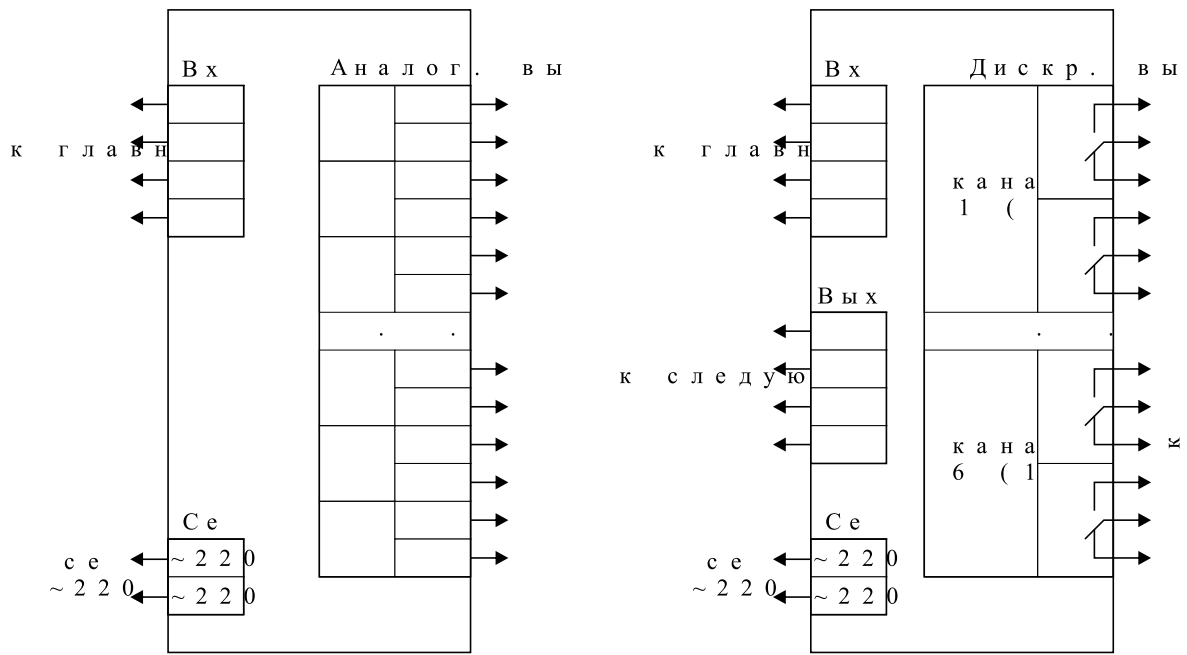 Вх
Аналог. вы
к главн
. .
Се
~220
се
~220
~220
Вх
Дискр. вы
к главн
кана
1 (
Вых
. .
к следую
кана
6 (1
к
Се
~220
се
~220
~220